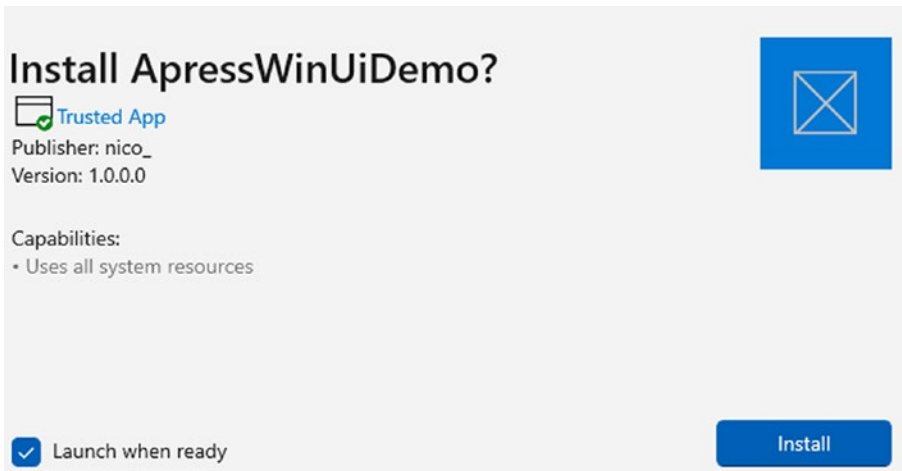 Install ApressWinUiDemo?
Trusted App
Publisher: nico_
Version: 1.0.0.0
Capabilities:
• Uses all system resources
Launch when ready
Install